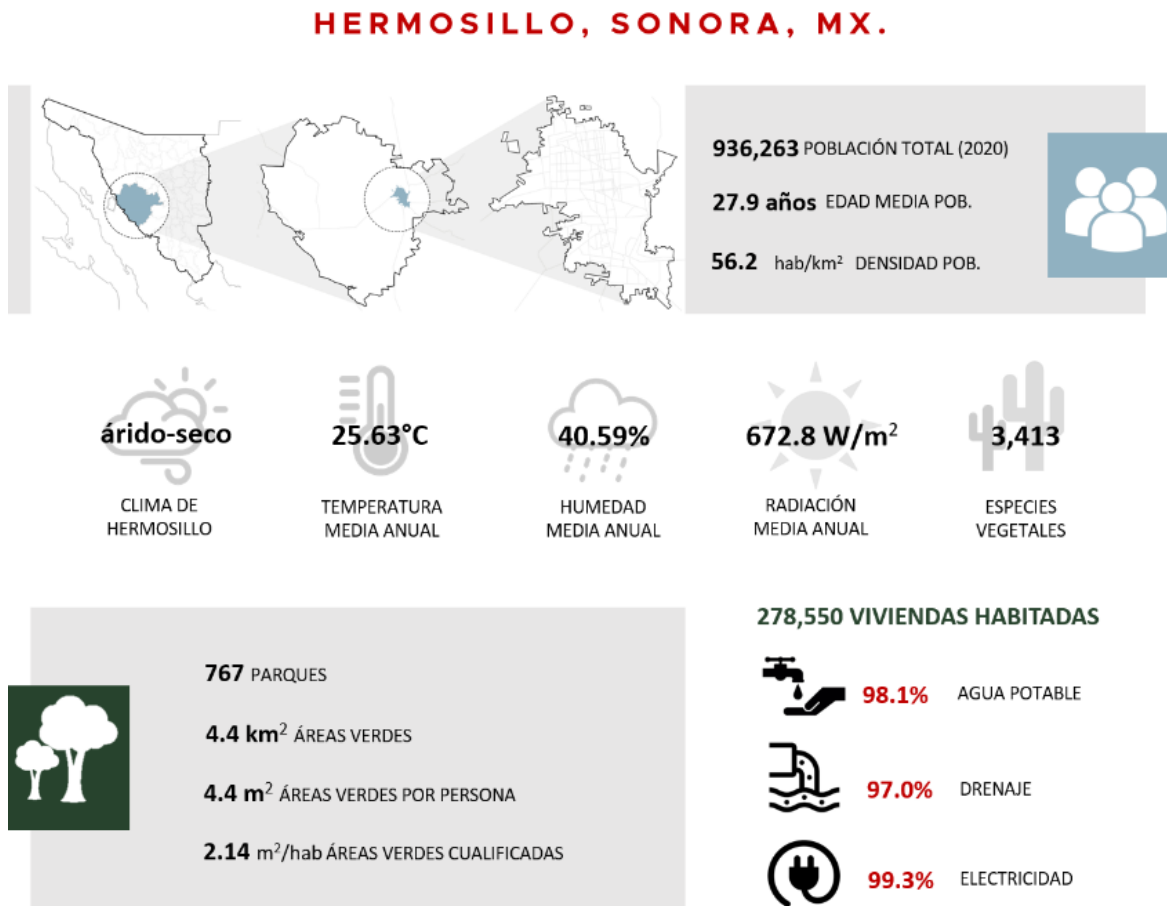 HERMOSILLO, SONORA, MX.
936,263 POBLACIÓN TOTAL (2020)
27.9 años EDAD MEDIA POB.
56.2 hab/km² DENSIDAD POB.
árido-seco
CLIMA DE
HERMOSILLO
25.63°C
TEMPERATURA
MEDIA ANUAL
40.59%
HUMEDAD
MEDIA ANUAL
672.8 W/m²
RADIACIÓN
MEDIA ANUAL
3,413
ESPECIES
VEGETALES
767 PARQUES
4.4 km² ÁREAS VERDES
4.4 m² ÁREAS VERDES POR PERSONA
2.14 m²/hab ÁREAS VERDES CUALIFICADAS
278,550 VIVIENDAS HABITADAS
98.1% AGUA POTABLE
97.0% DRENAJE
99.3% ELECTRICIDAD